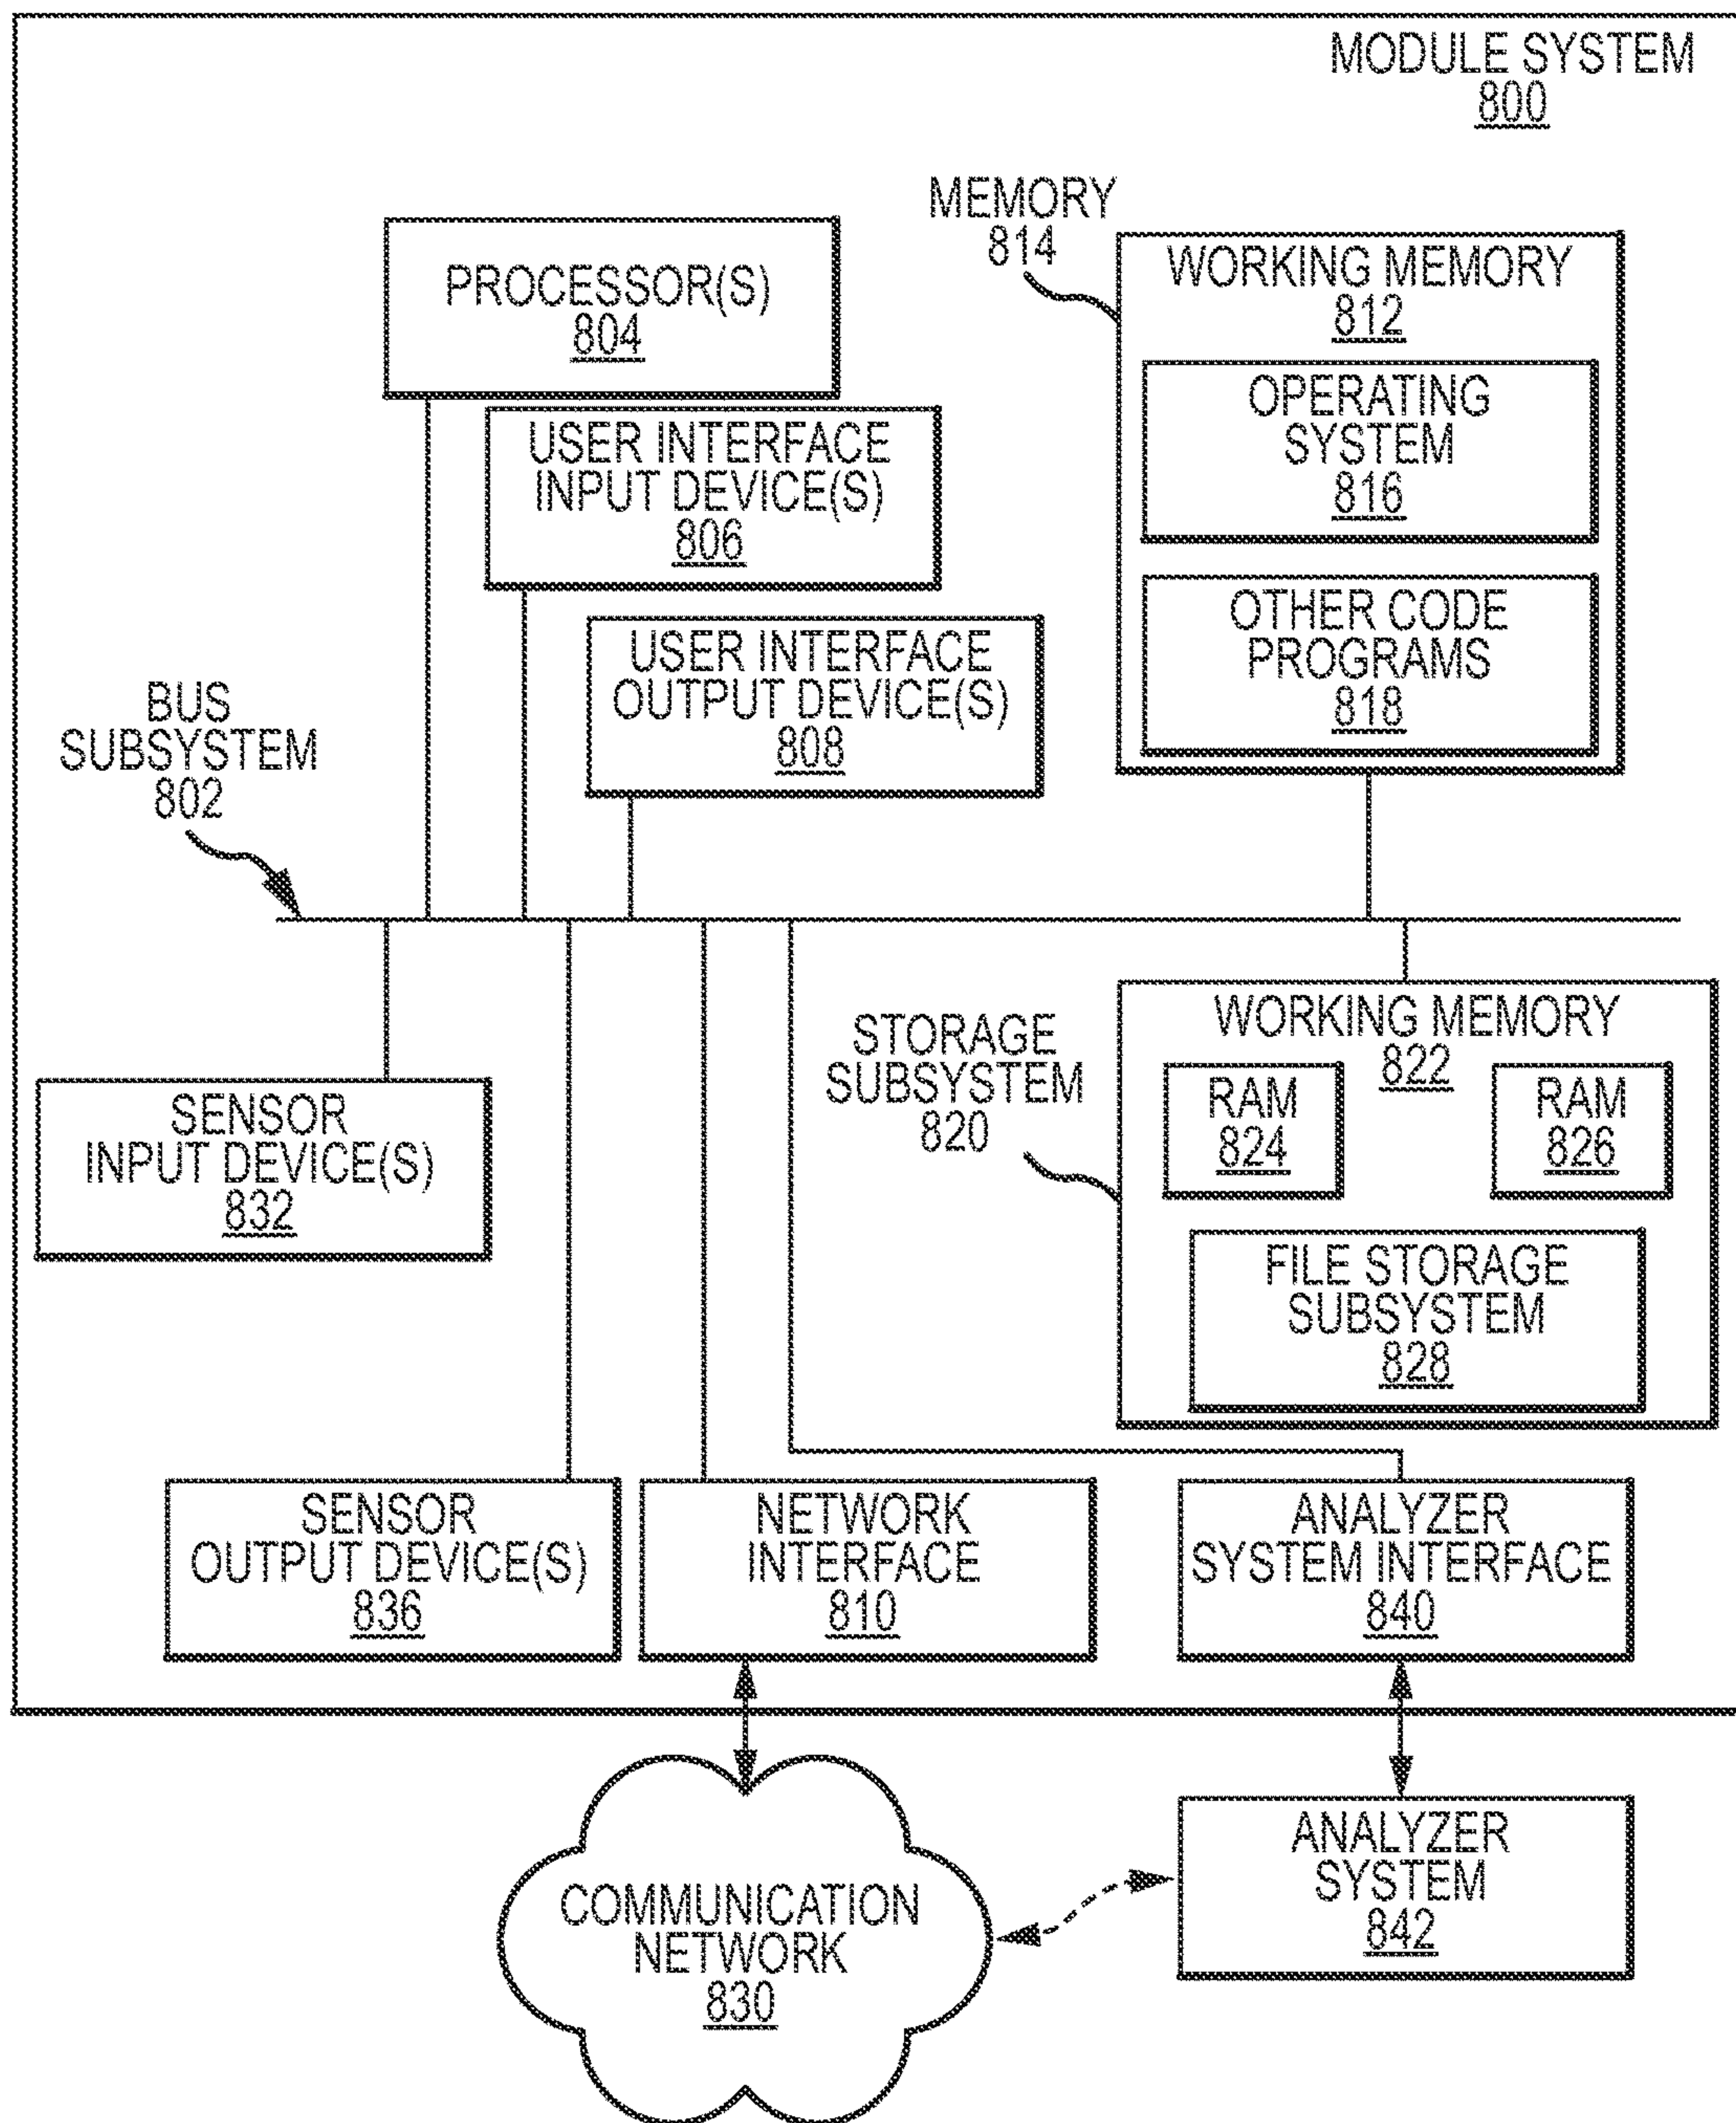 MODULE SYSTEM
800
MEMORY
814
PROCESSOR(S)
804
WORKING MEMORY
812
OPERATING
SYSTEM
816
USER INTERFACE
INPUT DEVICE(S)
806
OTHER CODE
PROGRAMS
818
USER INTERFACE
OUTPUT DEVICE(S)
808
BUS
SUBSYSTEM
802
WORKING MEMORY
822
STORAGE
SUBSYSTEM
820
RAM
824
RAM
826
SENSOR
INPUT DEVICE(S)
832
FILE STORAGE
SUBSYSTEM
828
SENSOR
OUTPUT DEVICE(S)
836
NETWORK
INTERFACE
810
ANALYZER
SYSTEM INTERFACE
840
COMMUNICATION
NETWORK
830
ANALYZER
SYSTEM
842